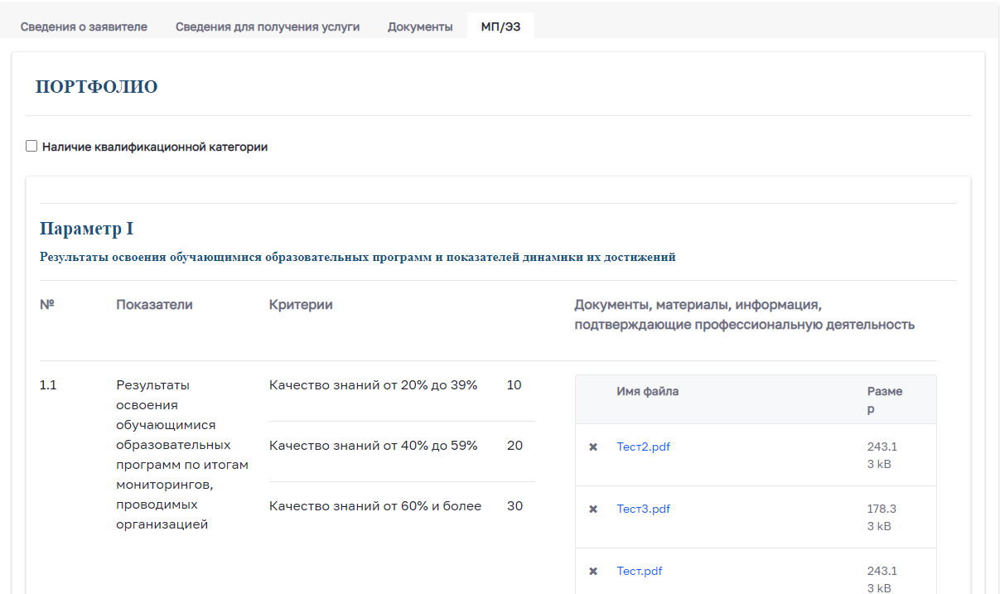 Сведения о заявителе Сведения для получения услуги Документы МП/ЭЗ
ПОРТФОЛИО
Наличие квалификационной категории
Параметр I
Результаты освоения обучающимися образовательных программ и показателей динамики их достижений
№ Показатели Критерии Документы, материалы, информация,
подтверждающие профессиональную деятельность
1.1 Результаты
освоения
обучающимися
образовательных
программ по итогам
мониторингов,
проводимых
организацией
Качество знаний от 20% до 39% 10
Качество знаний от 40% до 59% 20
Качество знаний от 60% и более 30
Имя файла Разме
р
Тест2.pdf 243.1
3 kB
Тест3.pdf 178.3
3 kB
Тест.pdf 243.1
3 kB